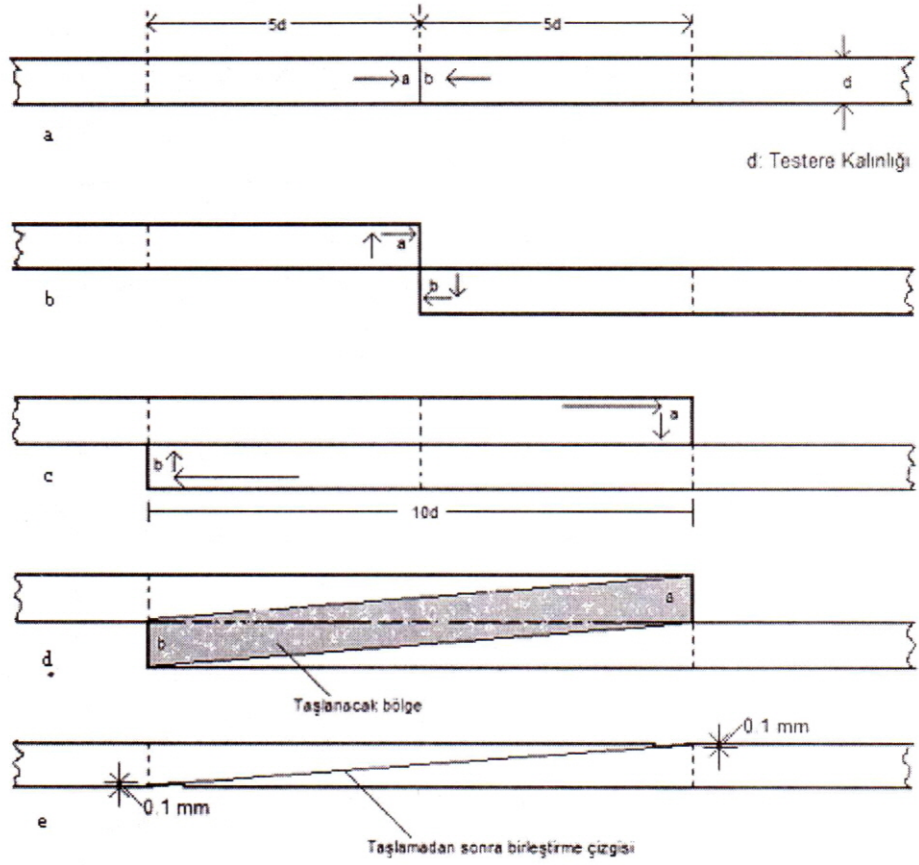 5d 5d
a b d
a
d: Testere Kalınlığı
a
b
b
a
b
c
10d
a
b
d
Taşlanacak bölge
0.1 mm
0.1 mm
e
Taşlamadan sonra birleştirme çizgisi